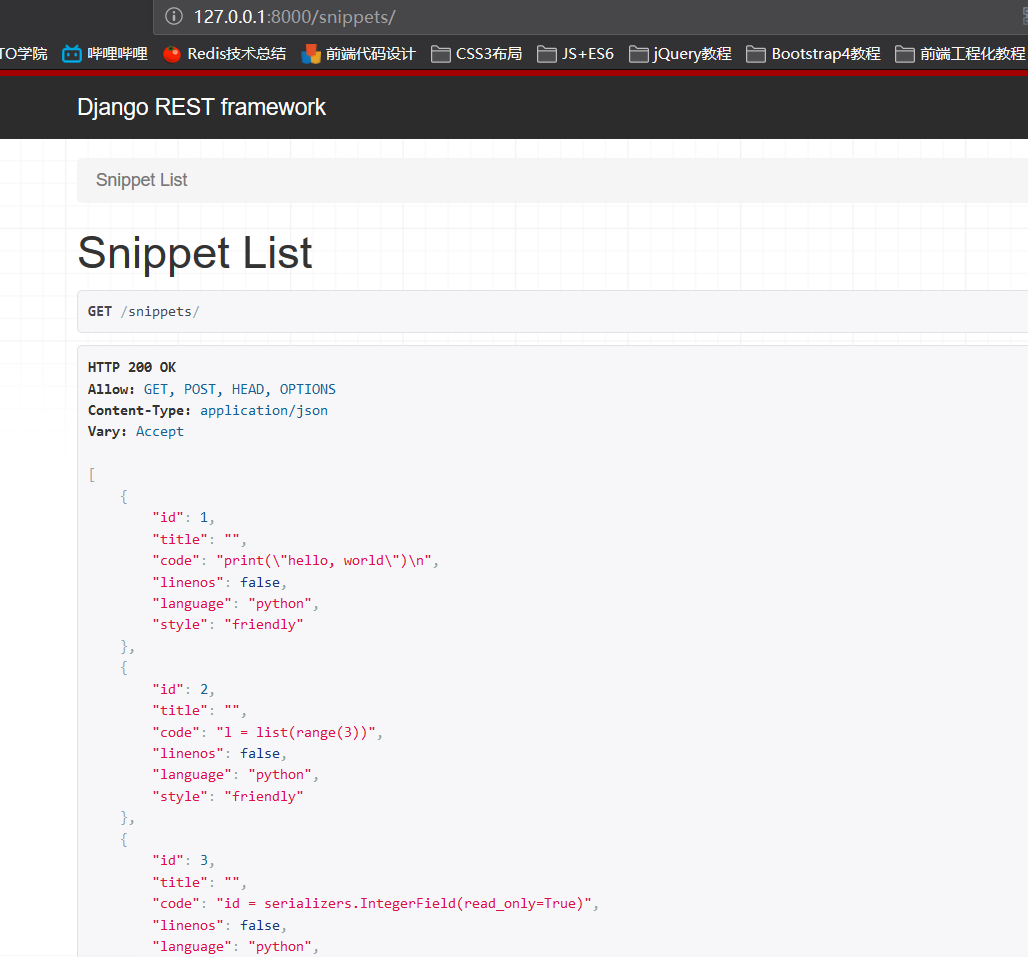 127.0.0.1:8000/snippets/
TO学院 哔哩哔哩 Redis技术总结 前端代码设计 CSS3布局 JS+ES6 jQuery教程 Bootstrap4教程 前端工程化教程
Django REST framework
Snippet List
Snippet List
GET /snippets/
HTTP 200 OK
Allow: GET, POST, HEAD, OPTIONS
Content-Type: application/json
Vary: Accept
[
    {
        "id": 1,
        "title": "",
        "code": "print(\"hello, world\")\n",
        "linenos": false,
        "language": "python",
        "style": "friendly"
    },
    {
        "id": 2,
        "title": "",
        "code": "l = list(range(3))",
        "linenos": false,
        "language": "python",
        "style": "friendly"
    },
    {
        "id": 3,
        "title": "",
        "code": "id = serializers.IntegerField(read_only=True)",
        "linenos": false,
        "language": "python",